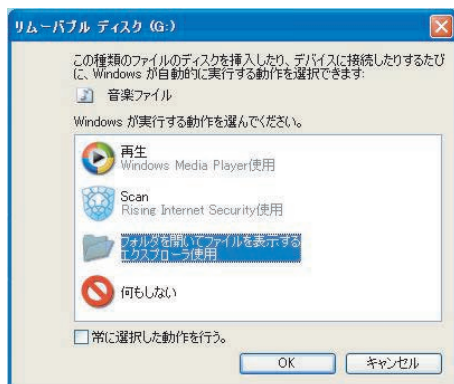 リムーバブル ディスク (G:)
この種類のファイルのディスクを挿入したり、デバイスに接続したりするたび
に、Windows が自動的に実行する動作を選択できます:
音楽ファイル
Windows が実行する動作を選んでください。
再生
Windows Media Player使用
Scan
Rising Internet Security使用
フォルダを開いてファイルを表示する
エクスプローラ使用
何もしない
常に選択した動作を行う。
OK
キャンセル